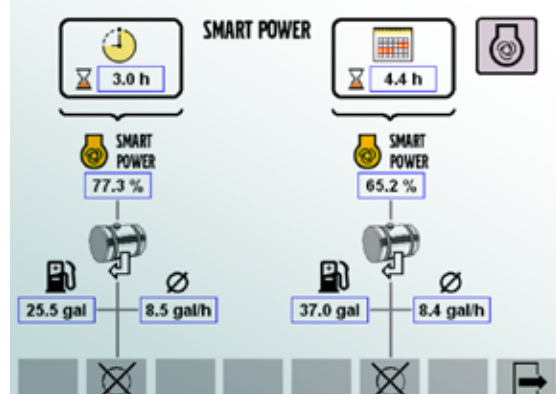 SMART POWER
3.0 h
4.4 h
SMART
POWER
77.3 %
SMART
POWER
65.2 %
25.5 gal
8.5 gal/h
37.0 gal
8.4 gal/h